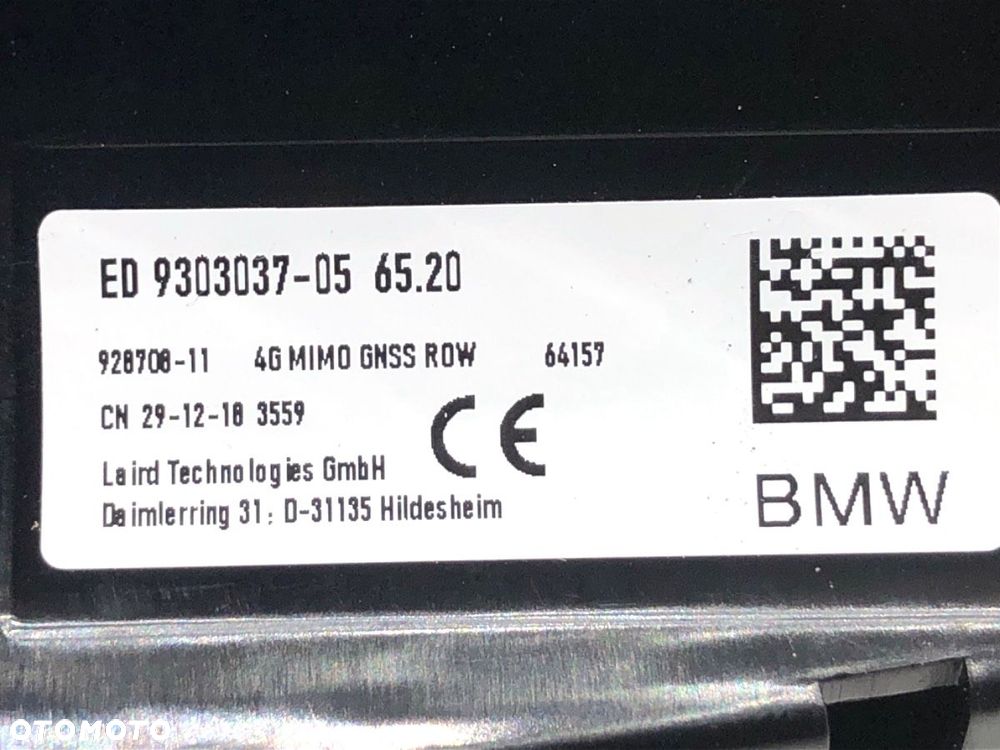 ED 9303037-05 65.20
928708-11 4G MIMO GNSS ROW 64157
CN 29-12-18 3559
CE
Laird Technologies GmbH
Daimlerring 31; D-31135 Hildesheim
BMW
OTOMOTO